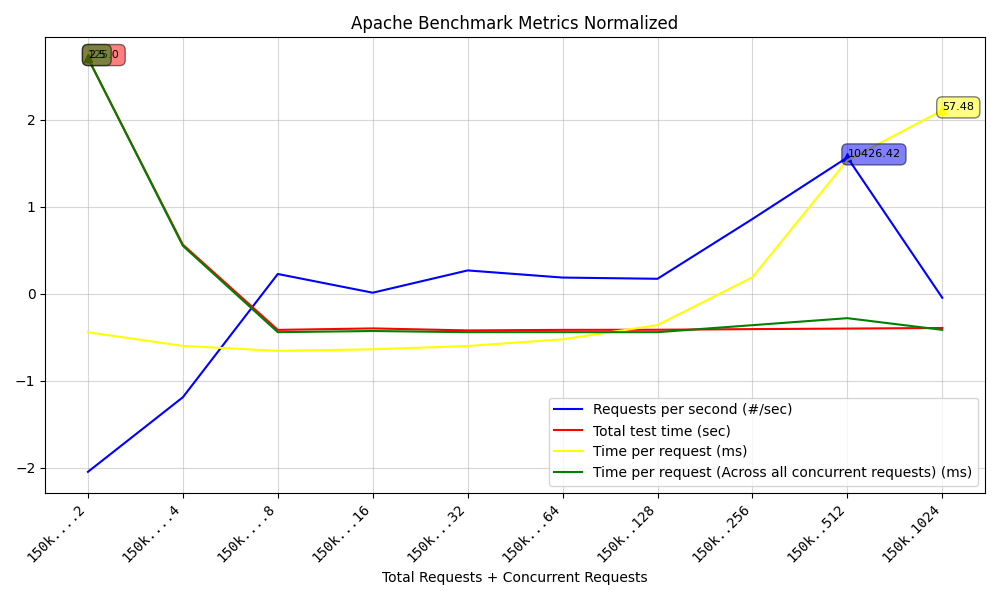 Apache Benchmark Metrics Normalized
2.5
57.48
10426.42
2
1
0
−1
−2
Requests per second (#/sec)
Total test time (sec)
Time per request (ms)
Time per request (Across all concurrent requests) (ms)
150k....2
150k....4
150k....8
150k...16
150k...32
150k...64
150k..128
150k..256
150k..512
150k.1024
Total Requests + Concurrent Requests